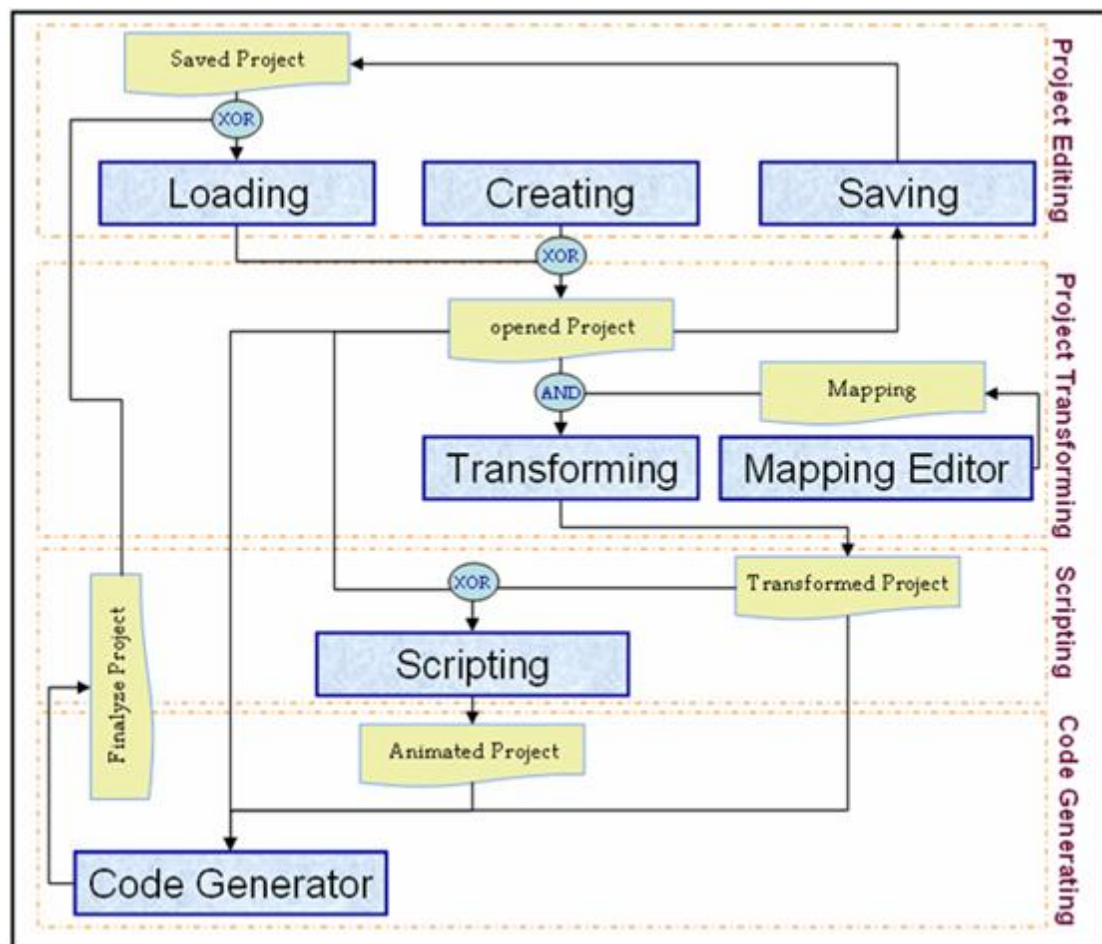 Saved Project
XOR
Loading
Creating
Saving
Project Editing
XOR
opened Project
AND
Mapping
Transforming
Mapping Editor
Project Transforming
XOR
Transformed Project
Scripting
Scripting
Finalyze Project
Animated Project
Code Generator
Code Generating